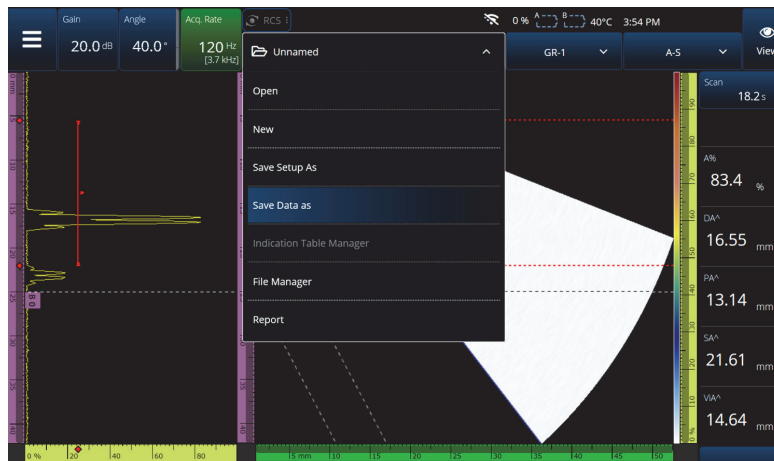 Gain
20.0 dB
Angle
40.0 °
Acq. Rate
120 Hz
[3.7 kHz]
RCS
0 % A B 40°C 3:54 PM
View
Unnamed
GR-1
A-S
Open
New
Save Setup As
Save Data as
Indication Table Manager
File Manager
Report
Scan
18.2 s
A%
83.4 %
DA^
16.55 mm
PA^
13.14 mm
SA^
21.61 mm
ViA^
14.64 mm
B 0
0 % 20 40 60 80
5 mm 10 15 20 25 30 35 40 45 50